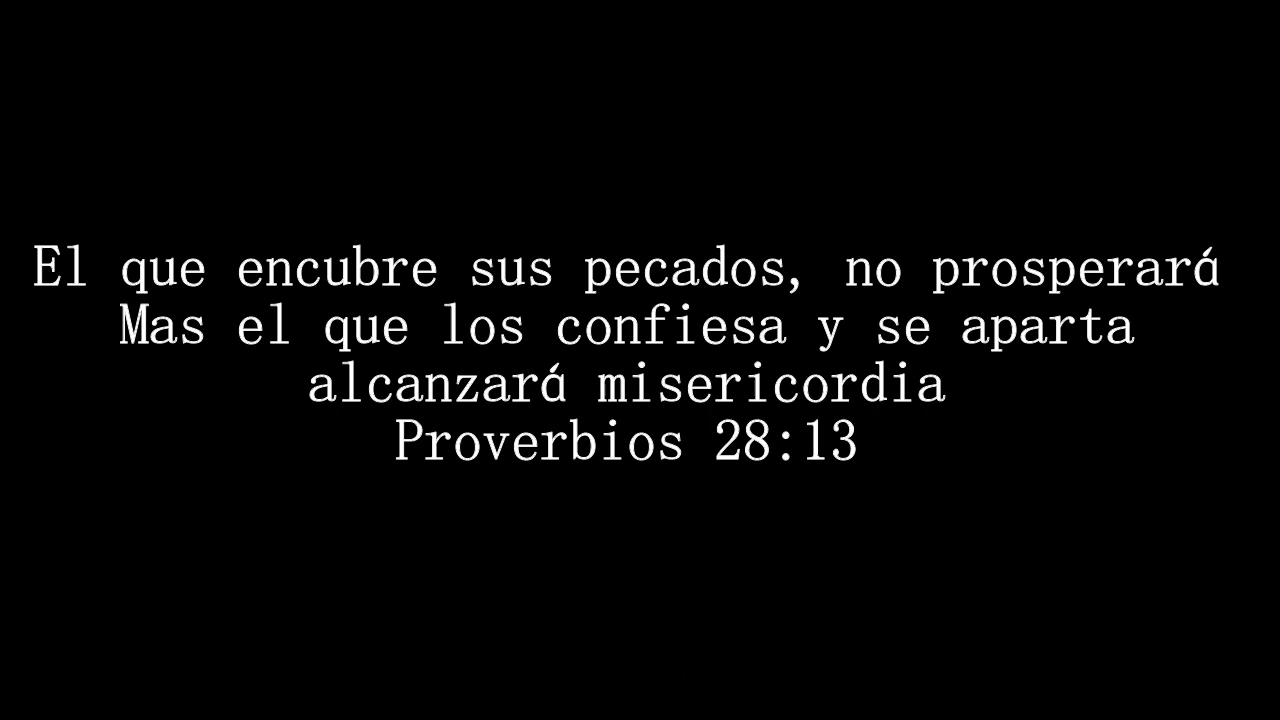 El que encubre sus pecados, no prosperará
Mas el que los confiesa y se aparta
alcanzará misericordia
Proverbios 28:13